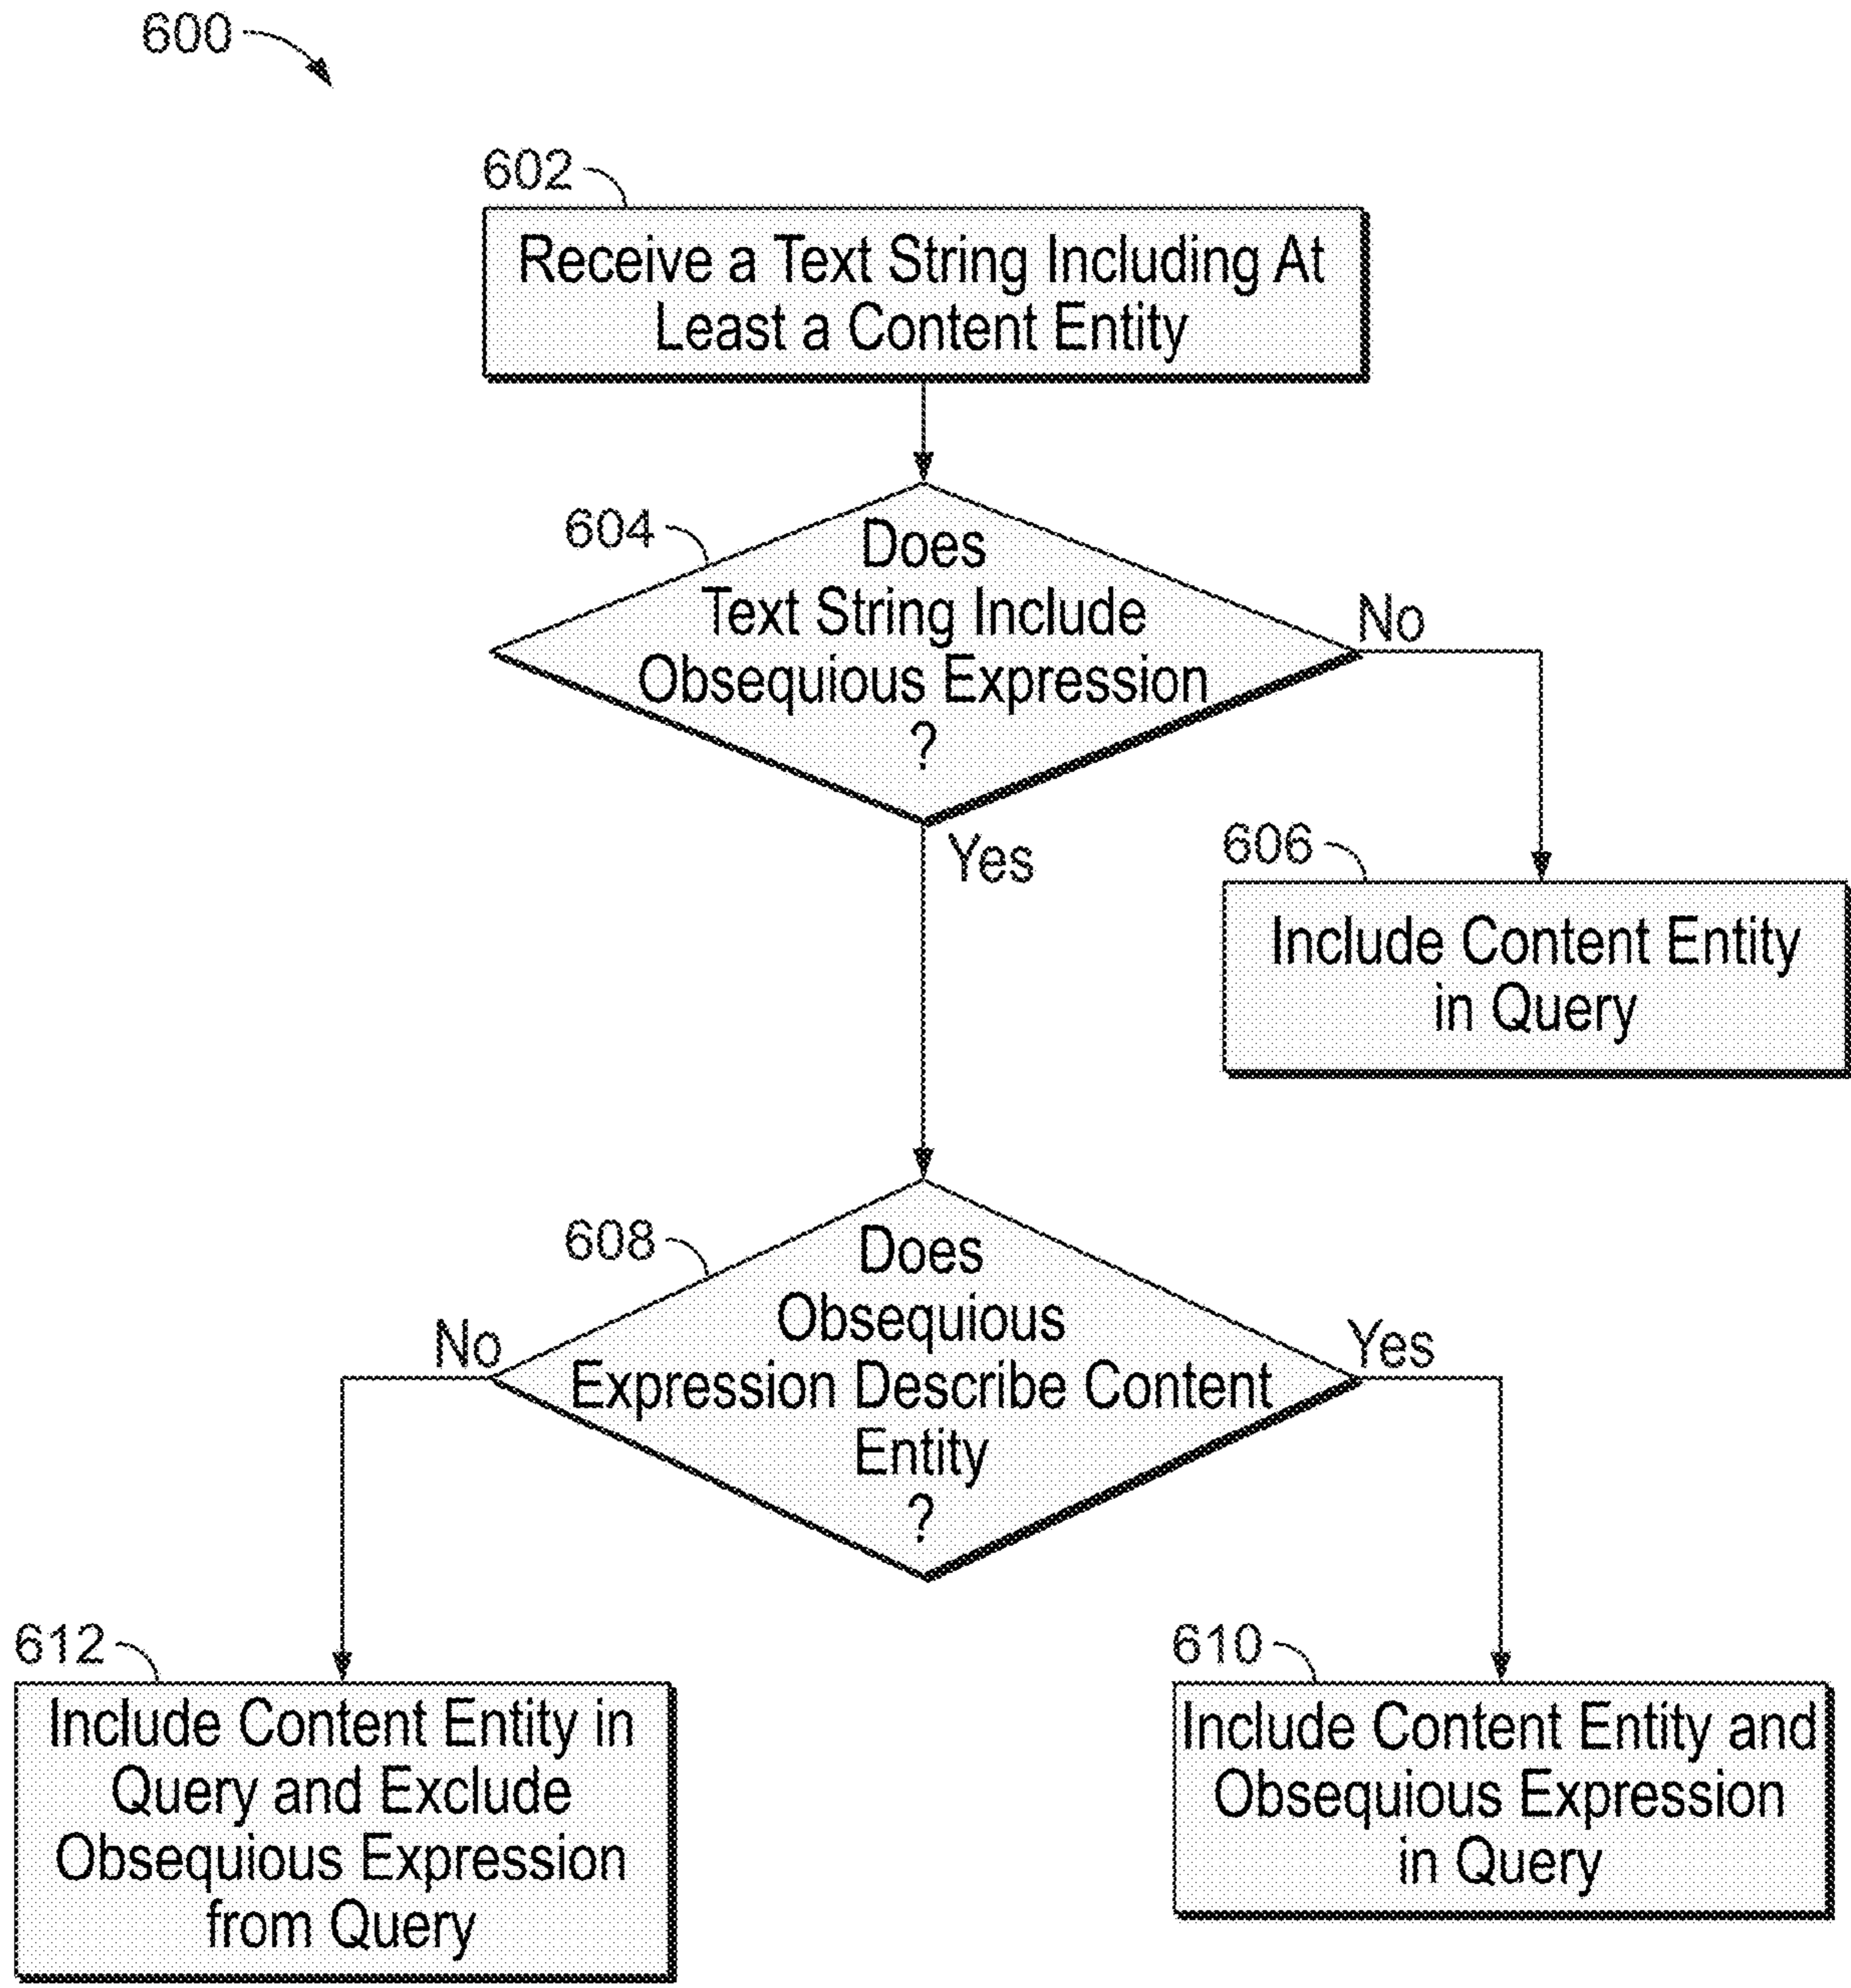 600
602
Receive a Text String Including At
Least a Content Entity
604
Does
Text String Include
Obsequious Expression
?
No
Yes
606
Include Content Entity
in Query
608
Does
Obsequious
Expression Describe Content
Entity
?
No
Yes
612
Include Content Entity in
Query and Exclude
Obsequious Expression
from Query
610
Include Content Entity and
Obsequious Expression
in Query